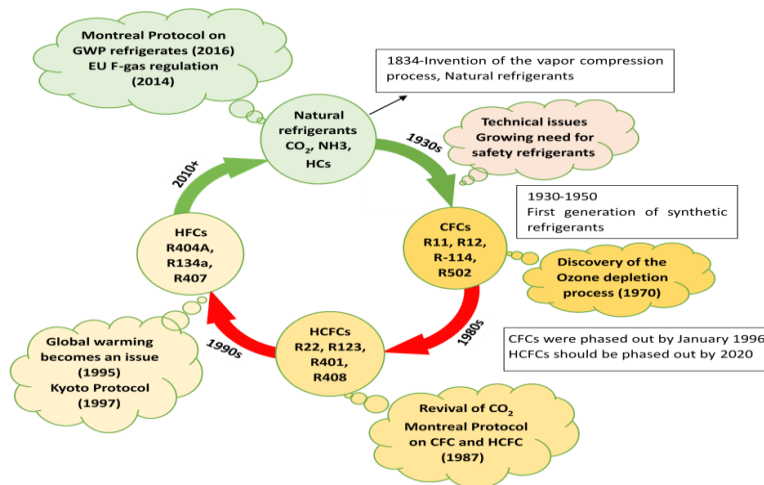 Montreal Protocol on
GWP refrigerates (2016)
EU F-gas regulation
(2014)
1834-Invention of the vapor compression
process, Natural refrigerants
Natural
refrigerants
CO₂, NH3,
HCs
1930s
Technical issues
Growing need for
safety refrigerants
1930-1950
First generation of synthetic
refrigerants
CFCs
R11, R12,
R-114,
R502
Discovery of the
Ozone depletion
process (1970)
1980s
CFCs were phased out by January 1996
HCFCs should be phased out by 2020
HCFCs
R22, R123,
R401,
R408
Revival of CO₂
Montreal Protocol
on CFC and HCFC
(1987)
1990s
HFCs
R404A,
R134a,
R407
Global warming
becomes an issue
(1995)
Kyoto Protocol
(1997)
2010+